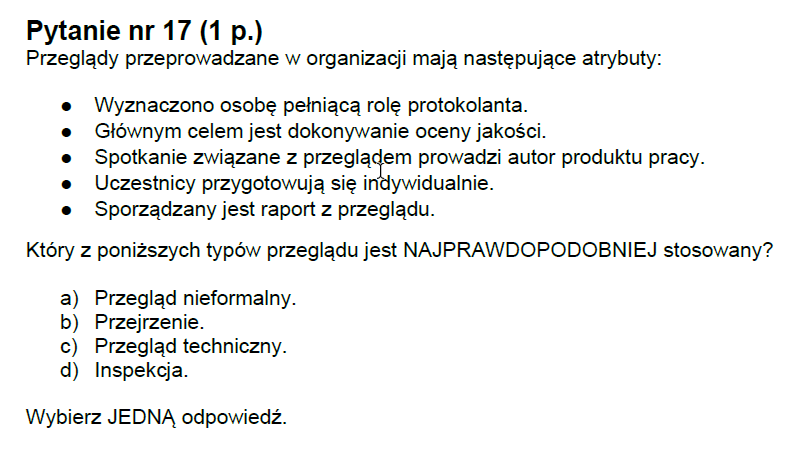 Pytanie nr 17 (1 p.)
Przeglądy przeprowadzane w organizacji mają następujące atrybuty:
● Wyznaczono osobę pełniącą rolę protokolanta.
● Głównym celem jest dokonywanie oceny jakości.
● Spotkanie związane z przeglądem prowadzi autor produktu pracy.
● Uczestnicy przygotowują się indywidualnie.
● Sporządzany jest raport z przeglądu.
Który z poniższych typów przeglądu jest NAJPRAWDOPODOBNIEJ stosowany?
a) Przegląd nieformalny.
b) Przejrzenie.
c) Przegląd techniczny.
d) Inspekcja.
Wybierz JEDNĄ odpowiedź.